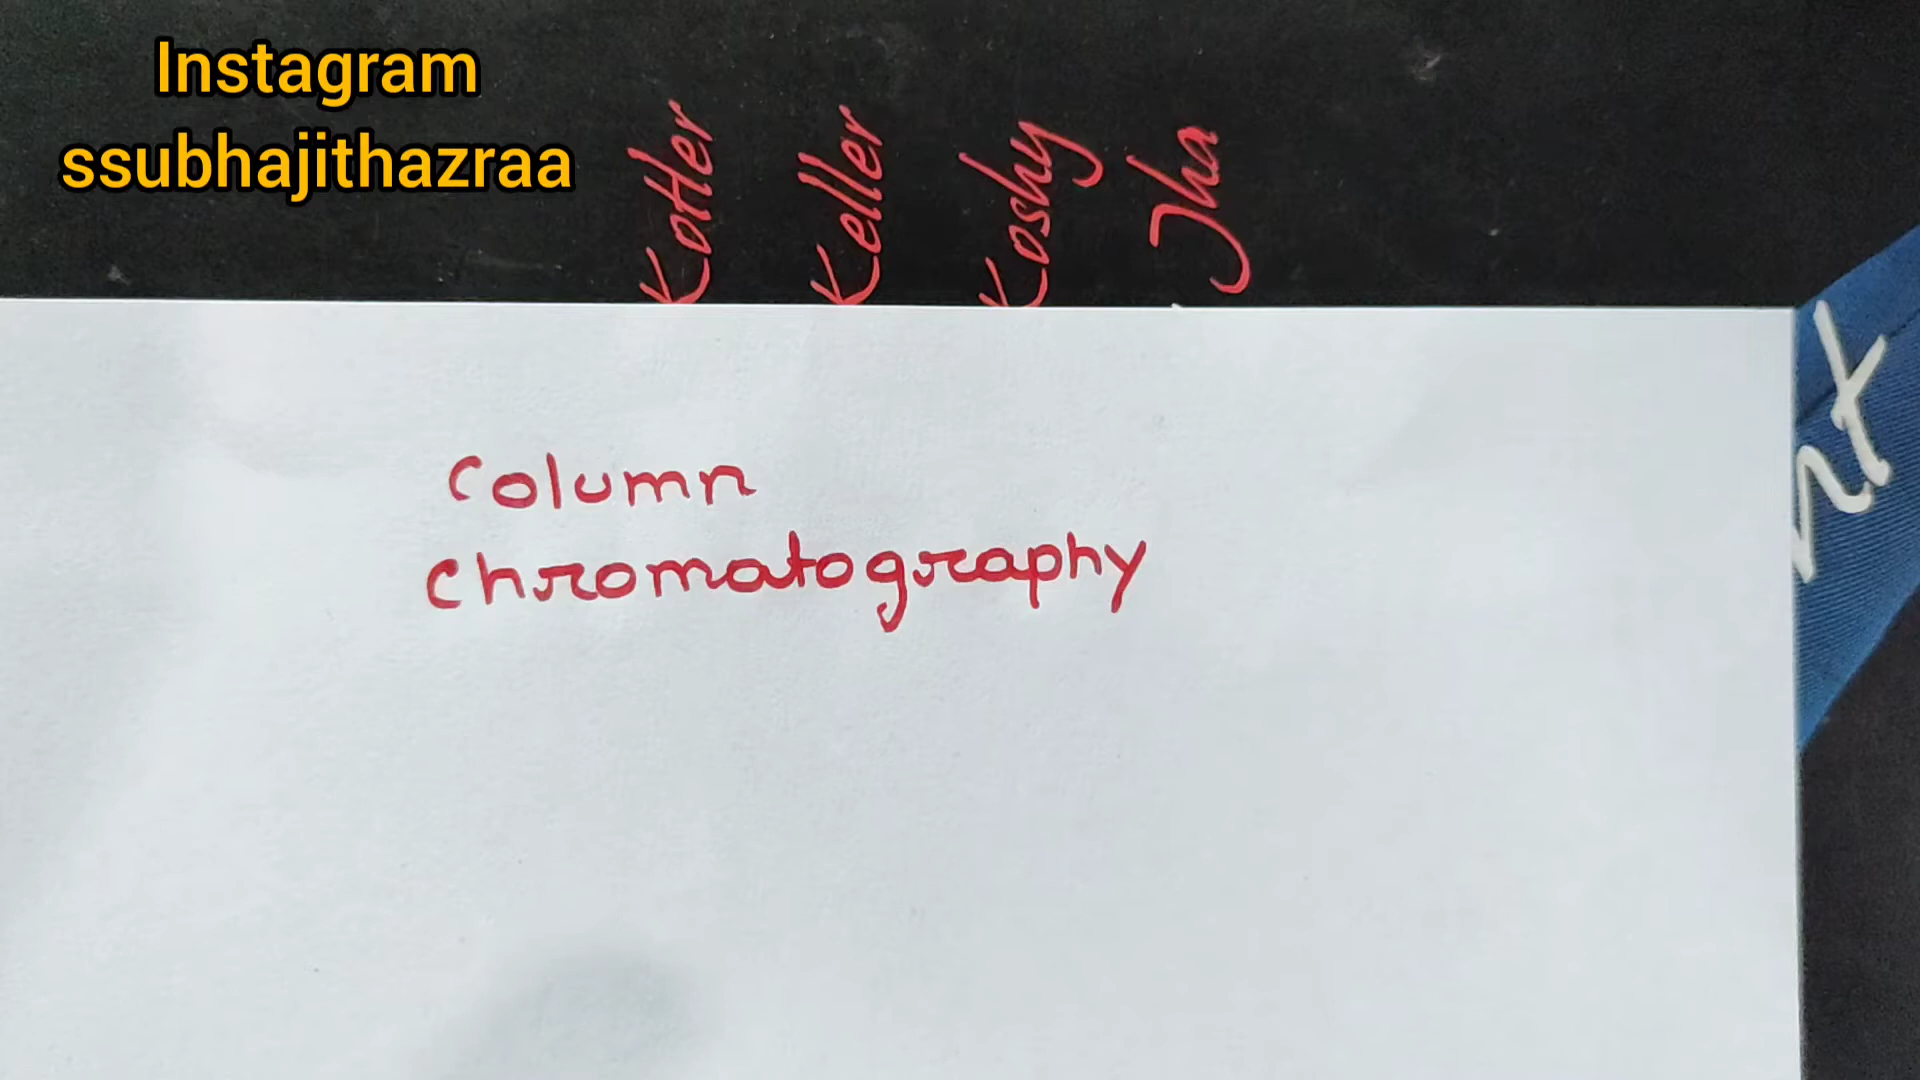 Instagram
ssubhajithazraa
Kotler
Keller
Koshy
Jha
Column
Chromatography